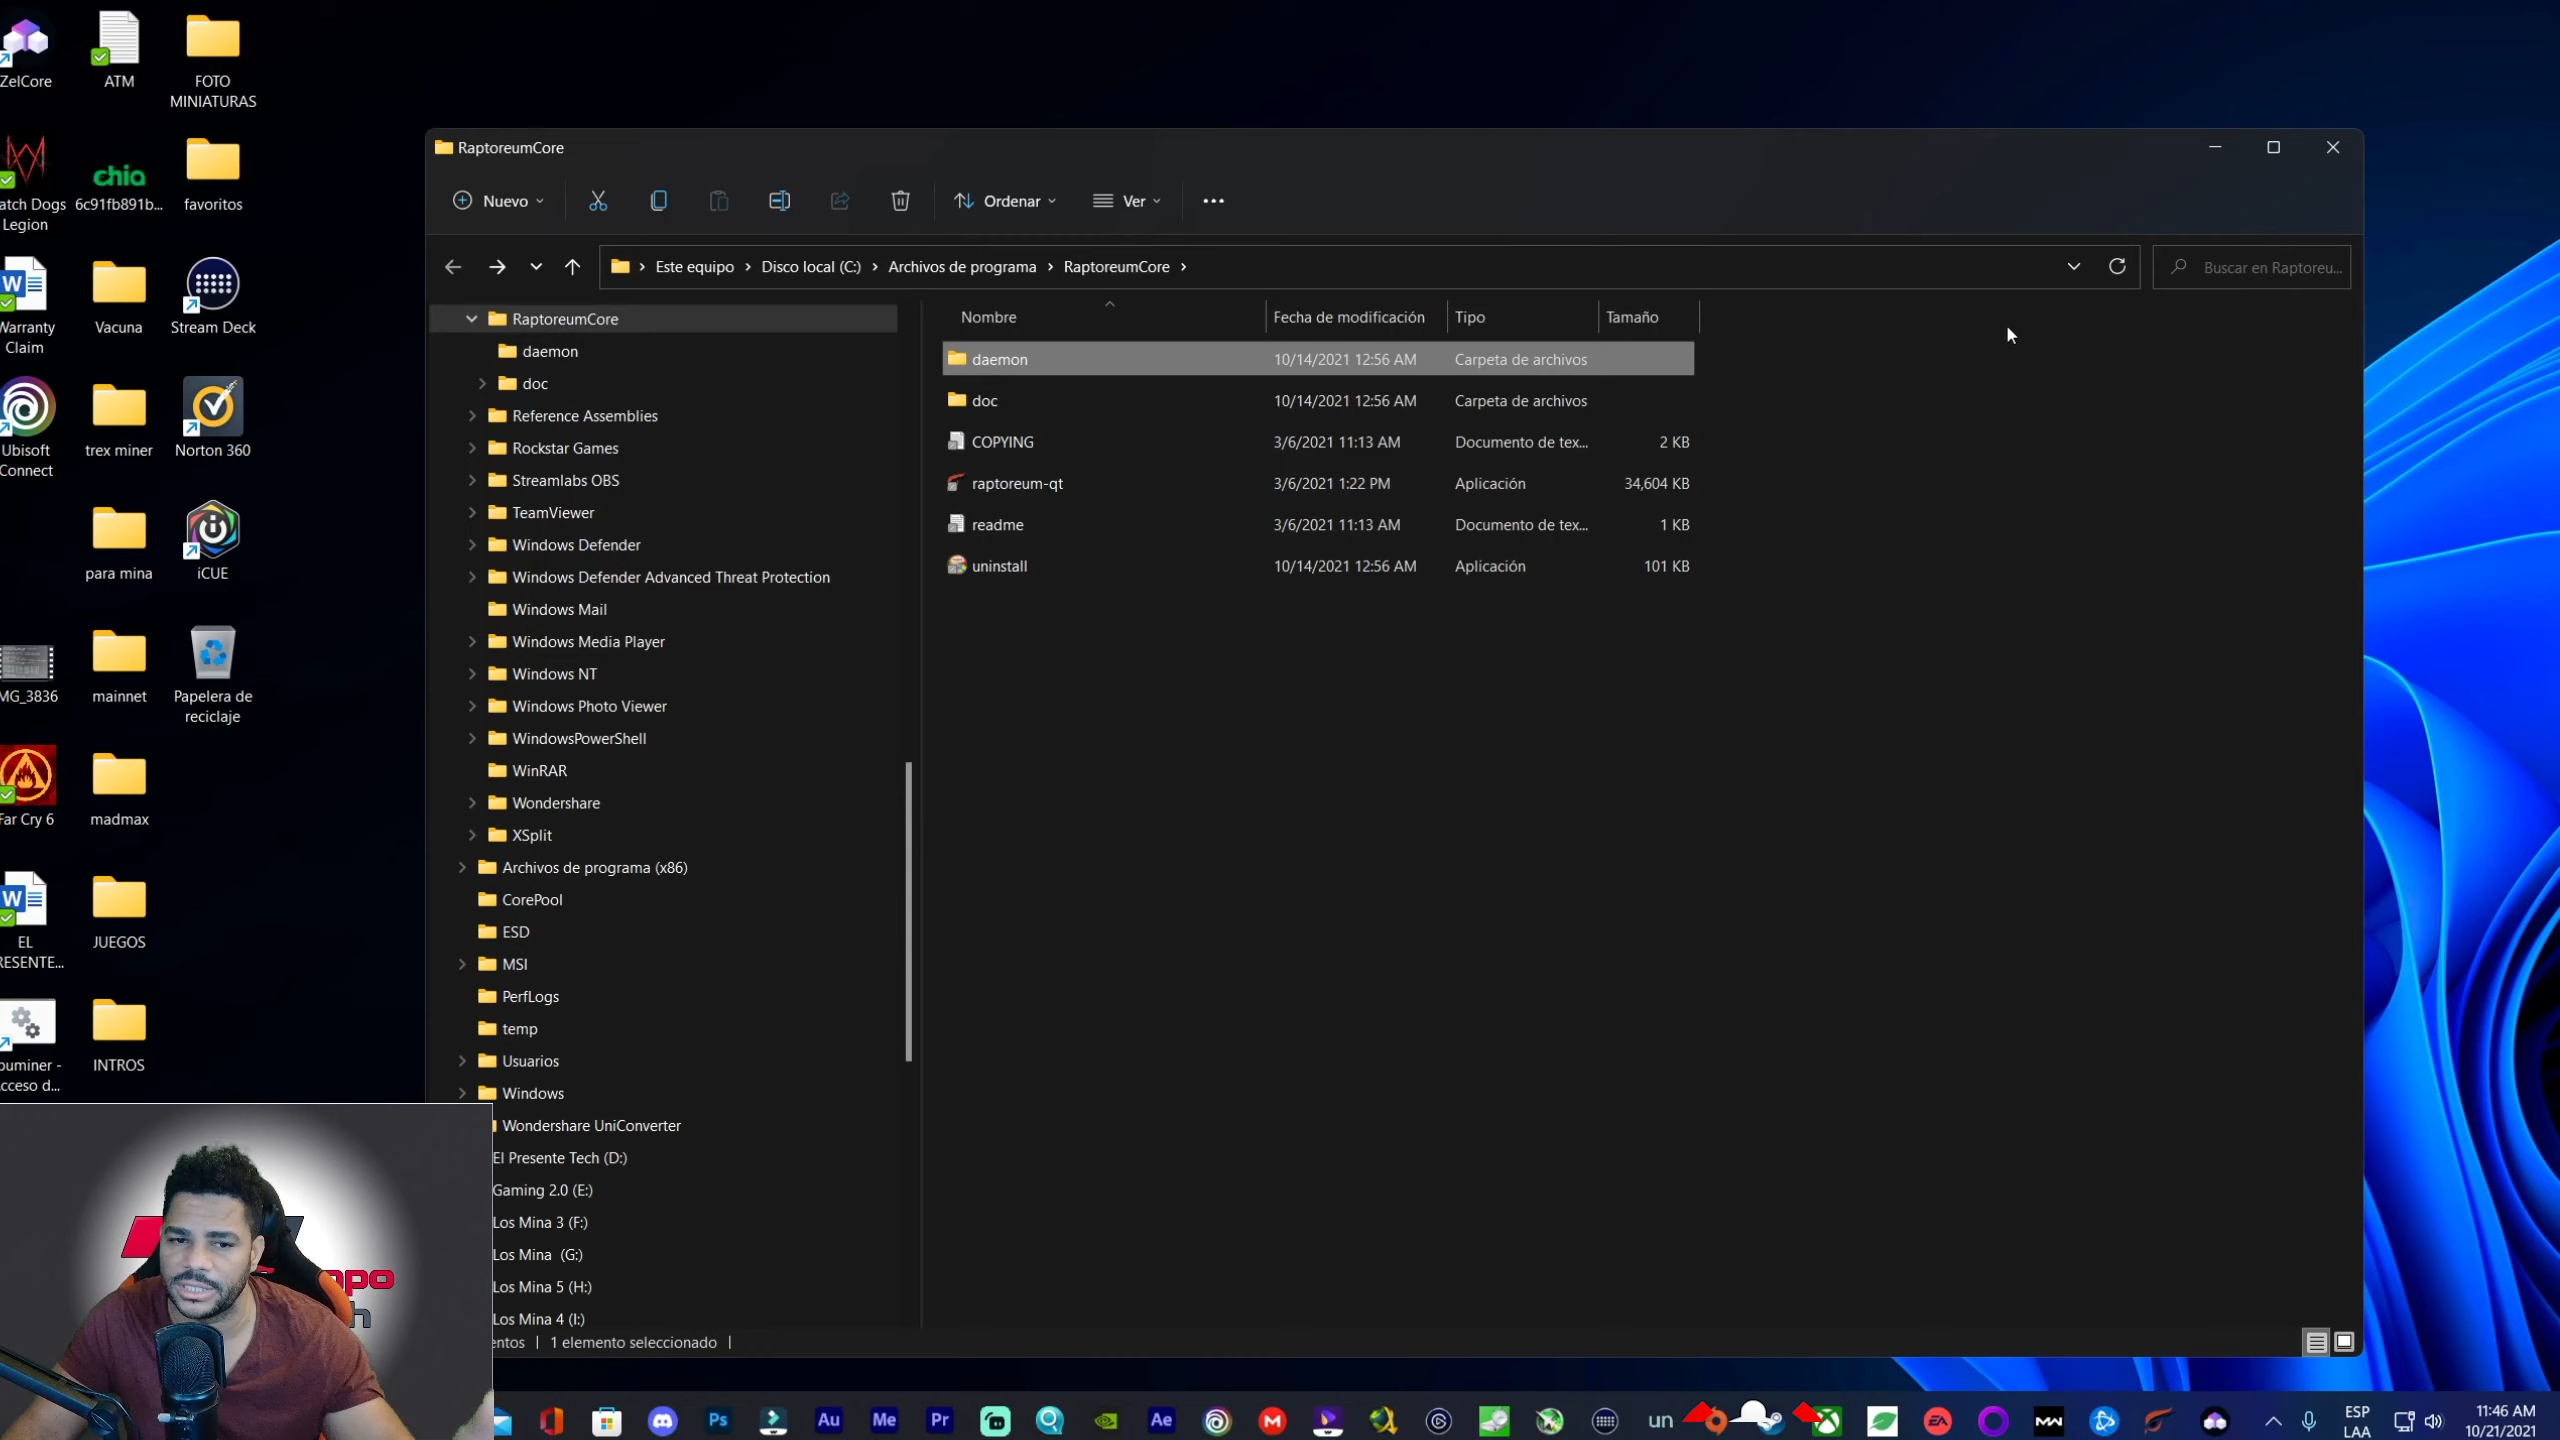 ZelCore
ATM
FOTO
MINIATURAS
atch Dogs
Legion
chia
6c91fb891b...
favoritos
Warranty
Claim
Vacuna
Stream Deck
Ubisoft
Connect
trex miner
Norton 360
para mina
iCUE
MG_3836
mainnet
Papelera de
reciclaje
Far Cry 6
madmax
EL
RESENTE...
JUEGOS
puminer -
cceso d...
INTROS
RaptoreumCore
Nuevo
Ordenar
Ver
Este equipo
Disco local (C:)
Archivos de programa
RaptoreumCore
Buscar en Raptoreu...
RaptoreumCore
daemon
doc
Reference Assemblies
Rockstar Games
Streamlabs OBS
TeamViewer
Windows Defender
Windows Defender Advanced Threat Protection
Windows Mail
Windows Media Player
Windows NT
Windows Photo Viewer
WindowsPowerShell
WinRAR
Wondershare
XSplit
Archivos de programa (x86)
CorePool
ESD
MSI
PerfLogs
temp
Usuarios
Windows
Wondershare UniConverter
El Presente Tech (D:)
Gaming 2.0 (E:)
Los Mina 3 (F:)
Los Mina (G:)
Los Mina 5 (H:)
Los Mina 4 (I:)
Nombre Fecha de modificación Tipo Tamaño
daemon 10/14/2021 12:56 AM Carpeta de archivos
doc 10/14/2021 12:56 AM Carpeta de archivos
COPYING 3/6/2021 11:13 AM Documento de tex... 2 KB
raptoreum-qt 3/6/2021 1:22 PM Aplicación 34,604 KB
readme 3/6/2021 11:13 AM Documento de tex... 1 KB
uninstall 10/14/2021 12:56 AM Aplicación 101 KB
entos | 1 elemento seleccionado |
Ps
Au
Me
Pr
Ae
un
EA
MW
ESP
LAA
11:46 AM
10/21/2021